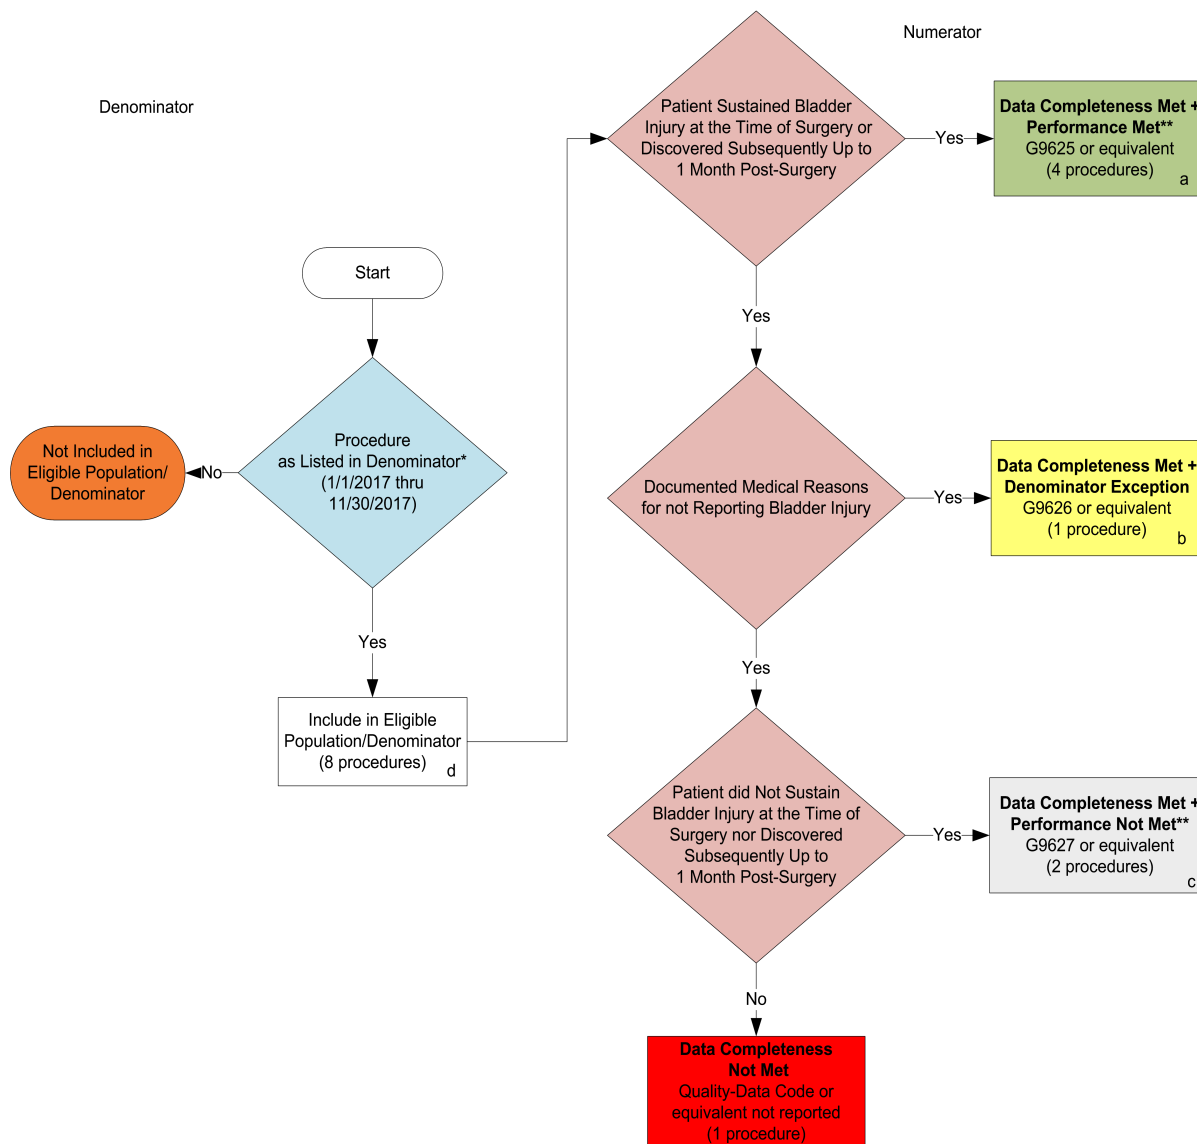 Numerator
Denominator
Patient Sustained Bladder
Injury at the Time of Surgery or
Discovered Subsequently Up to
1 Month Post-Surgery
Yes
Data Completeness Met +
Performance Met**
G9625 or equivalent
(4 procedures)
a
Start
Yes
Procedure
as Listed in Denominator*
(1/1/2017 thru
11/30/2017)
No
Not Included in
Eligible Population/
Denominator
Documented Medical Reasons
for not Reporting Bladder Injury
Yes
Data Completeness Met +
Denominator Exception
G9626 or equivalent
(1 procedure)
b
Yes
Yes
Include in Eligible
Population/Denominator
(8 procedures)
d
Patient did Not Sustain
Bladder Injury at the Time of
Surgery nor Discovered
Subsequently Up to
1 Month Post-Surgery
Yes
Data Completeness Met +
Performance Not Met**
G9627 or equivalent
(2 procedures)
c
No
Data Completeness
Not Met
Quality-Data Code or
equivalent not reported
(1 procedure)